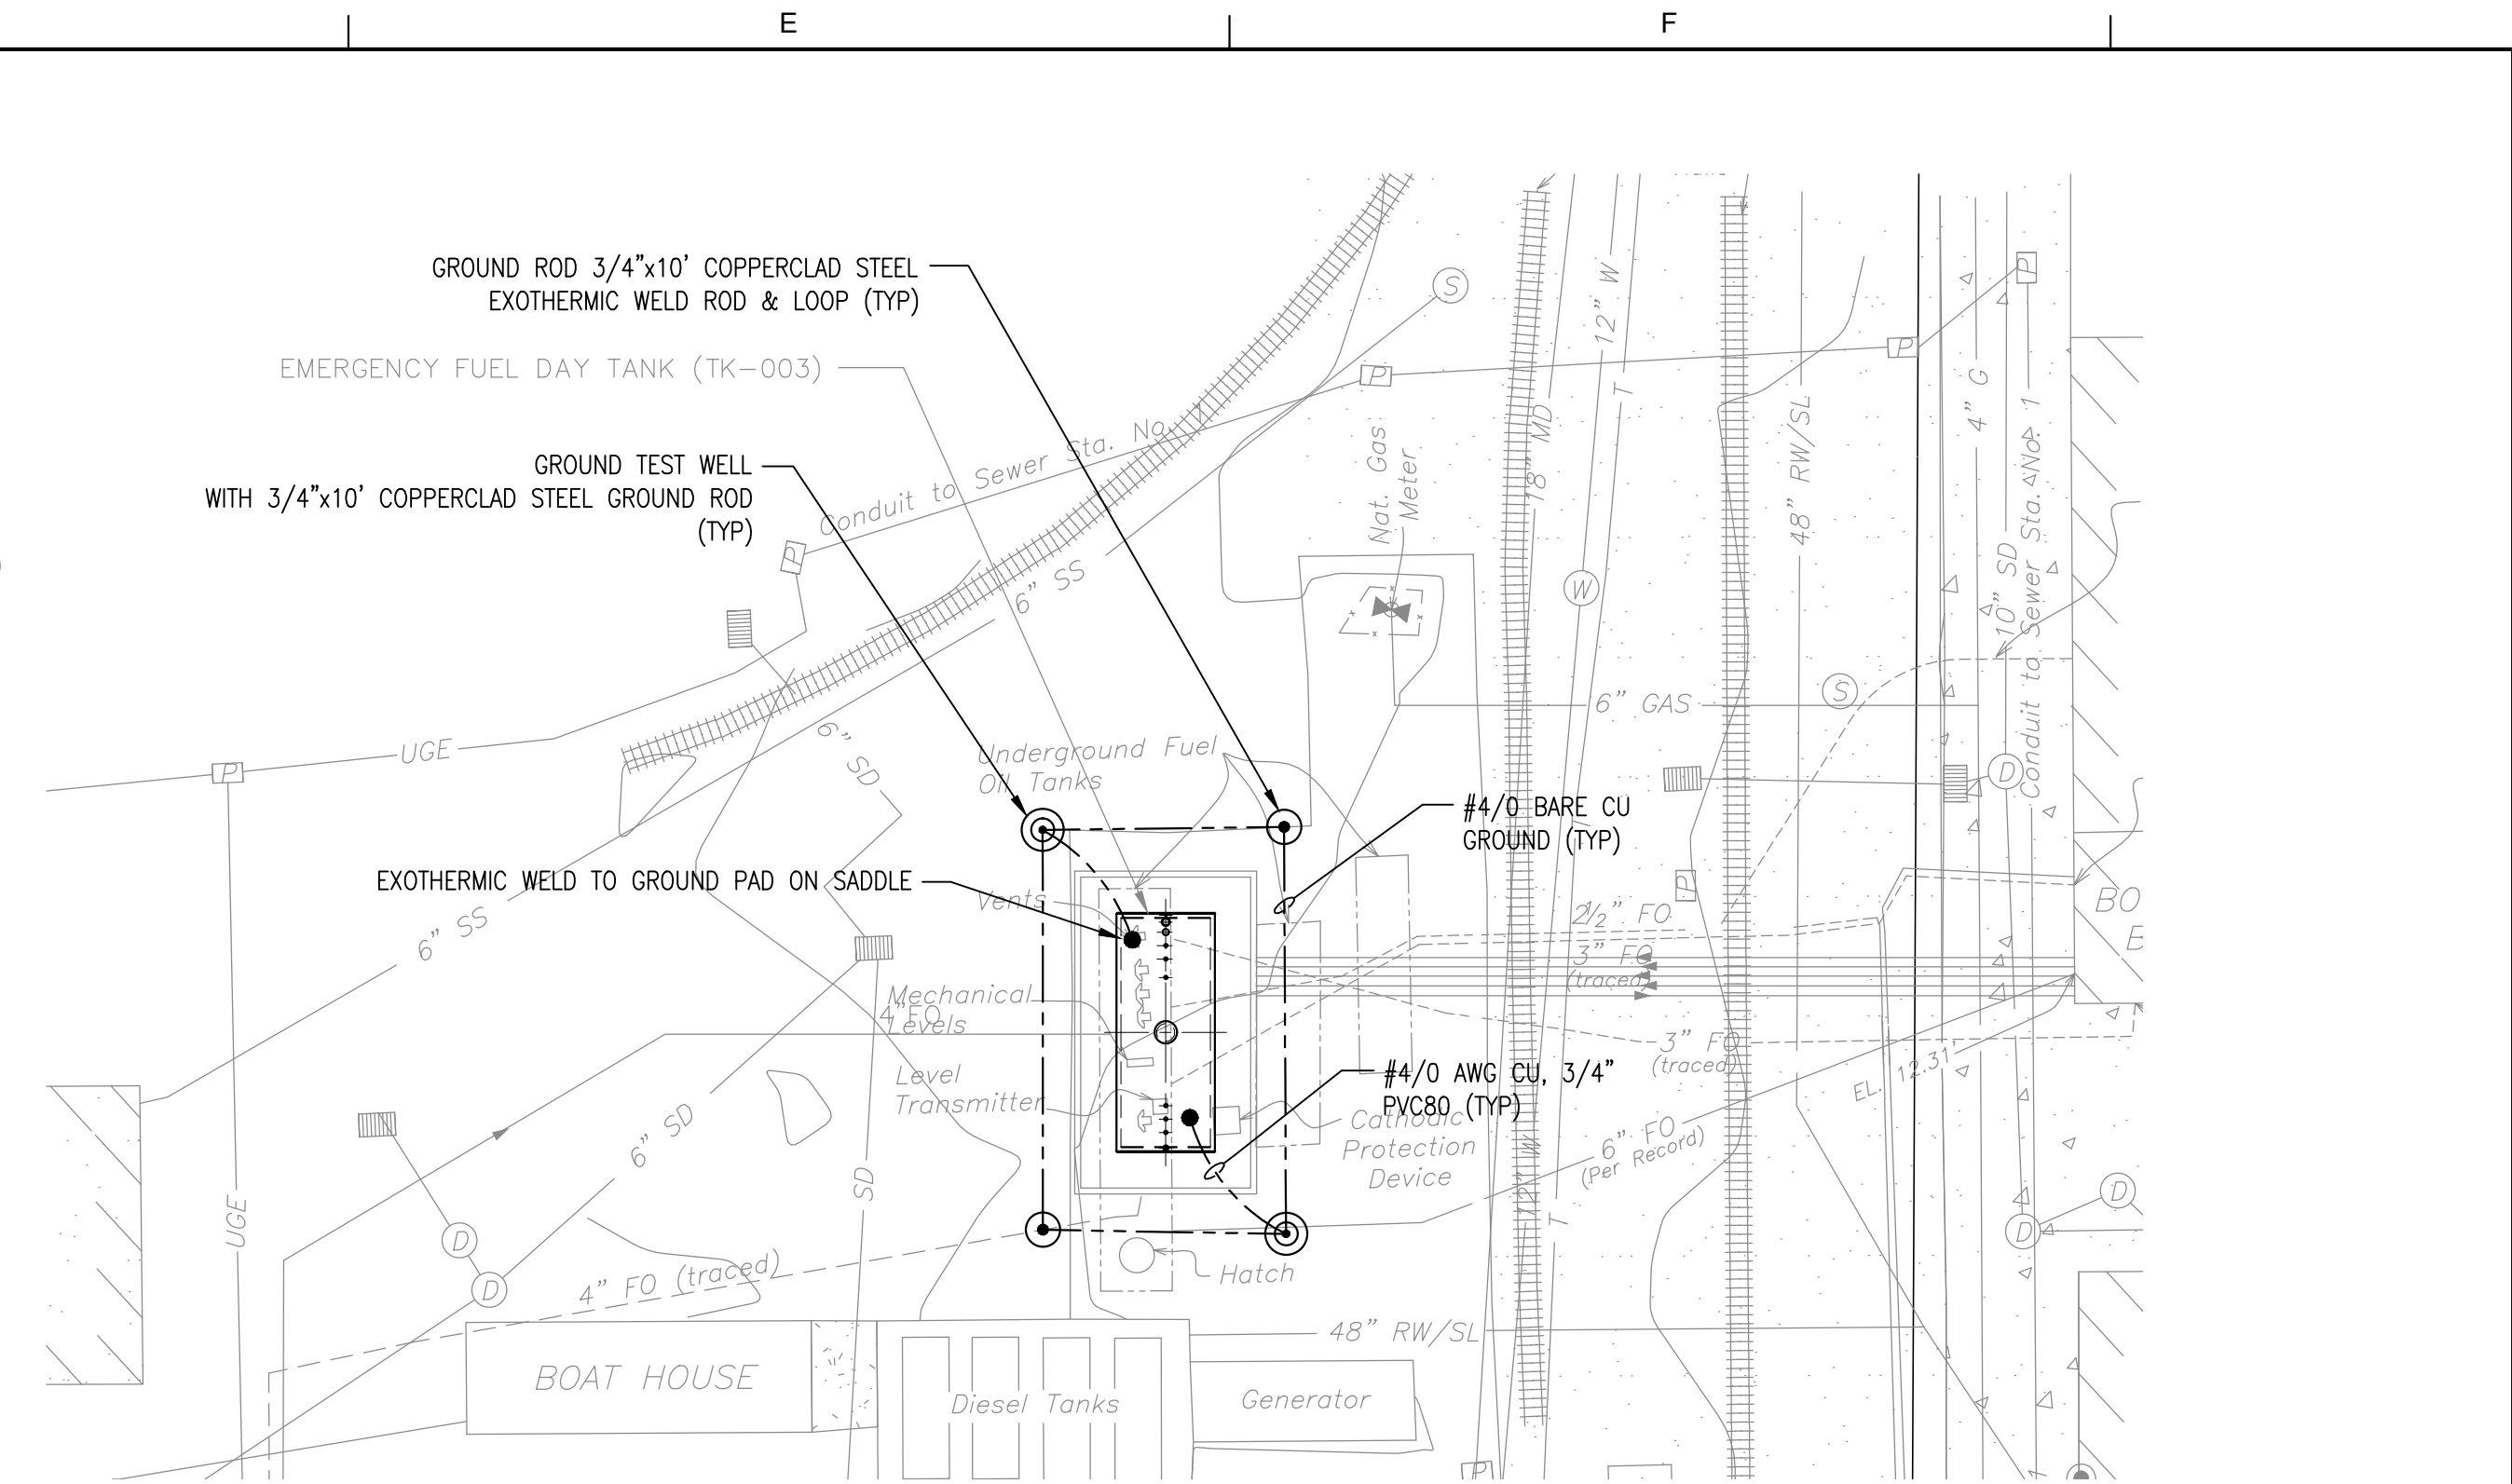 E
F
GROUND ROD 3/4"x10' COPPERCLAD STEEL
EXOTHERMIC WELD ROD & LOOP (TYP)
EMERGENCY FUEL DAY TANK (TK-003)
GROUND TEST WELL
WITH 3/4"x10' COPPERCLAD STEEL GROUND ROD
(TYP)
S
P
P
P
12" W
T
4" G
18" MD
48" RW/SL
Nat. Gas
Meter
Conduit to Sewer Sta. No. 1
Conduit to Sewer Sta. No. 1
10" SD
P
6" SS
W
S
6" GAS
UGE
P
6" SD
Underground Fuel
Oil Tanks
D
#4/0 BARE CU
GROUND (TYP)
EXOTHERMIC WELD TO GROUND PAD ON SADDLE
Vents
P
6" SS
2½" FO
3" FO
(traced)
BO
E
Mechanical
Levels
4" FO
3" FO
(traced)
Level
Transmitter
#4/0 AWG CU, 3/4"
PVC80 (TYP)
EL. 12.31'
Cathodic
Protection
Device
6" FO
(Per Record)
6" SD
SD
UGE
12" W
T
D
D
D
D
4" FO (traced)
Hatch
48" RW/SL
BOAT HOUSE
Diesel Tanks
Generator
P
1